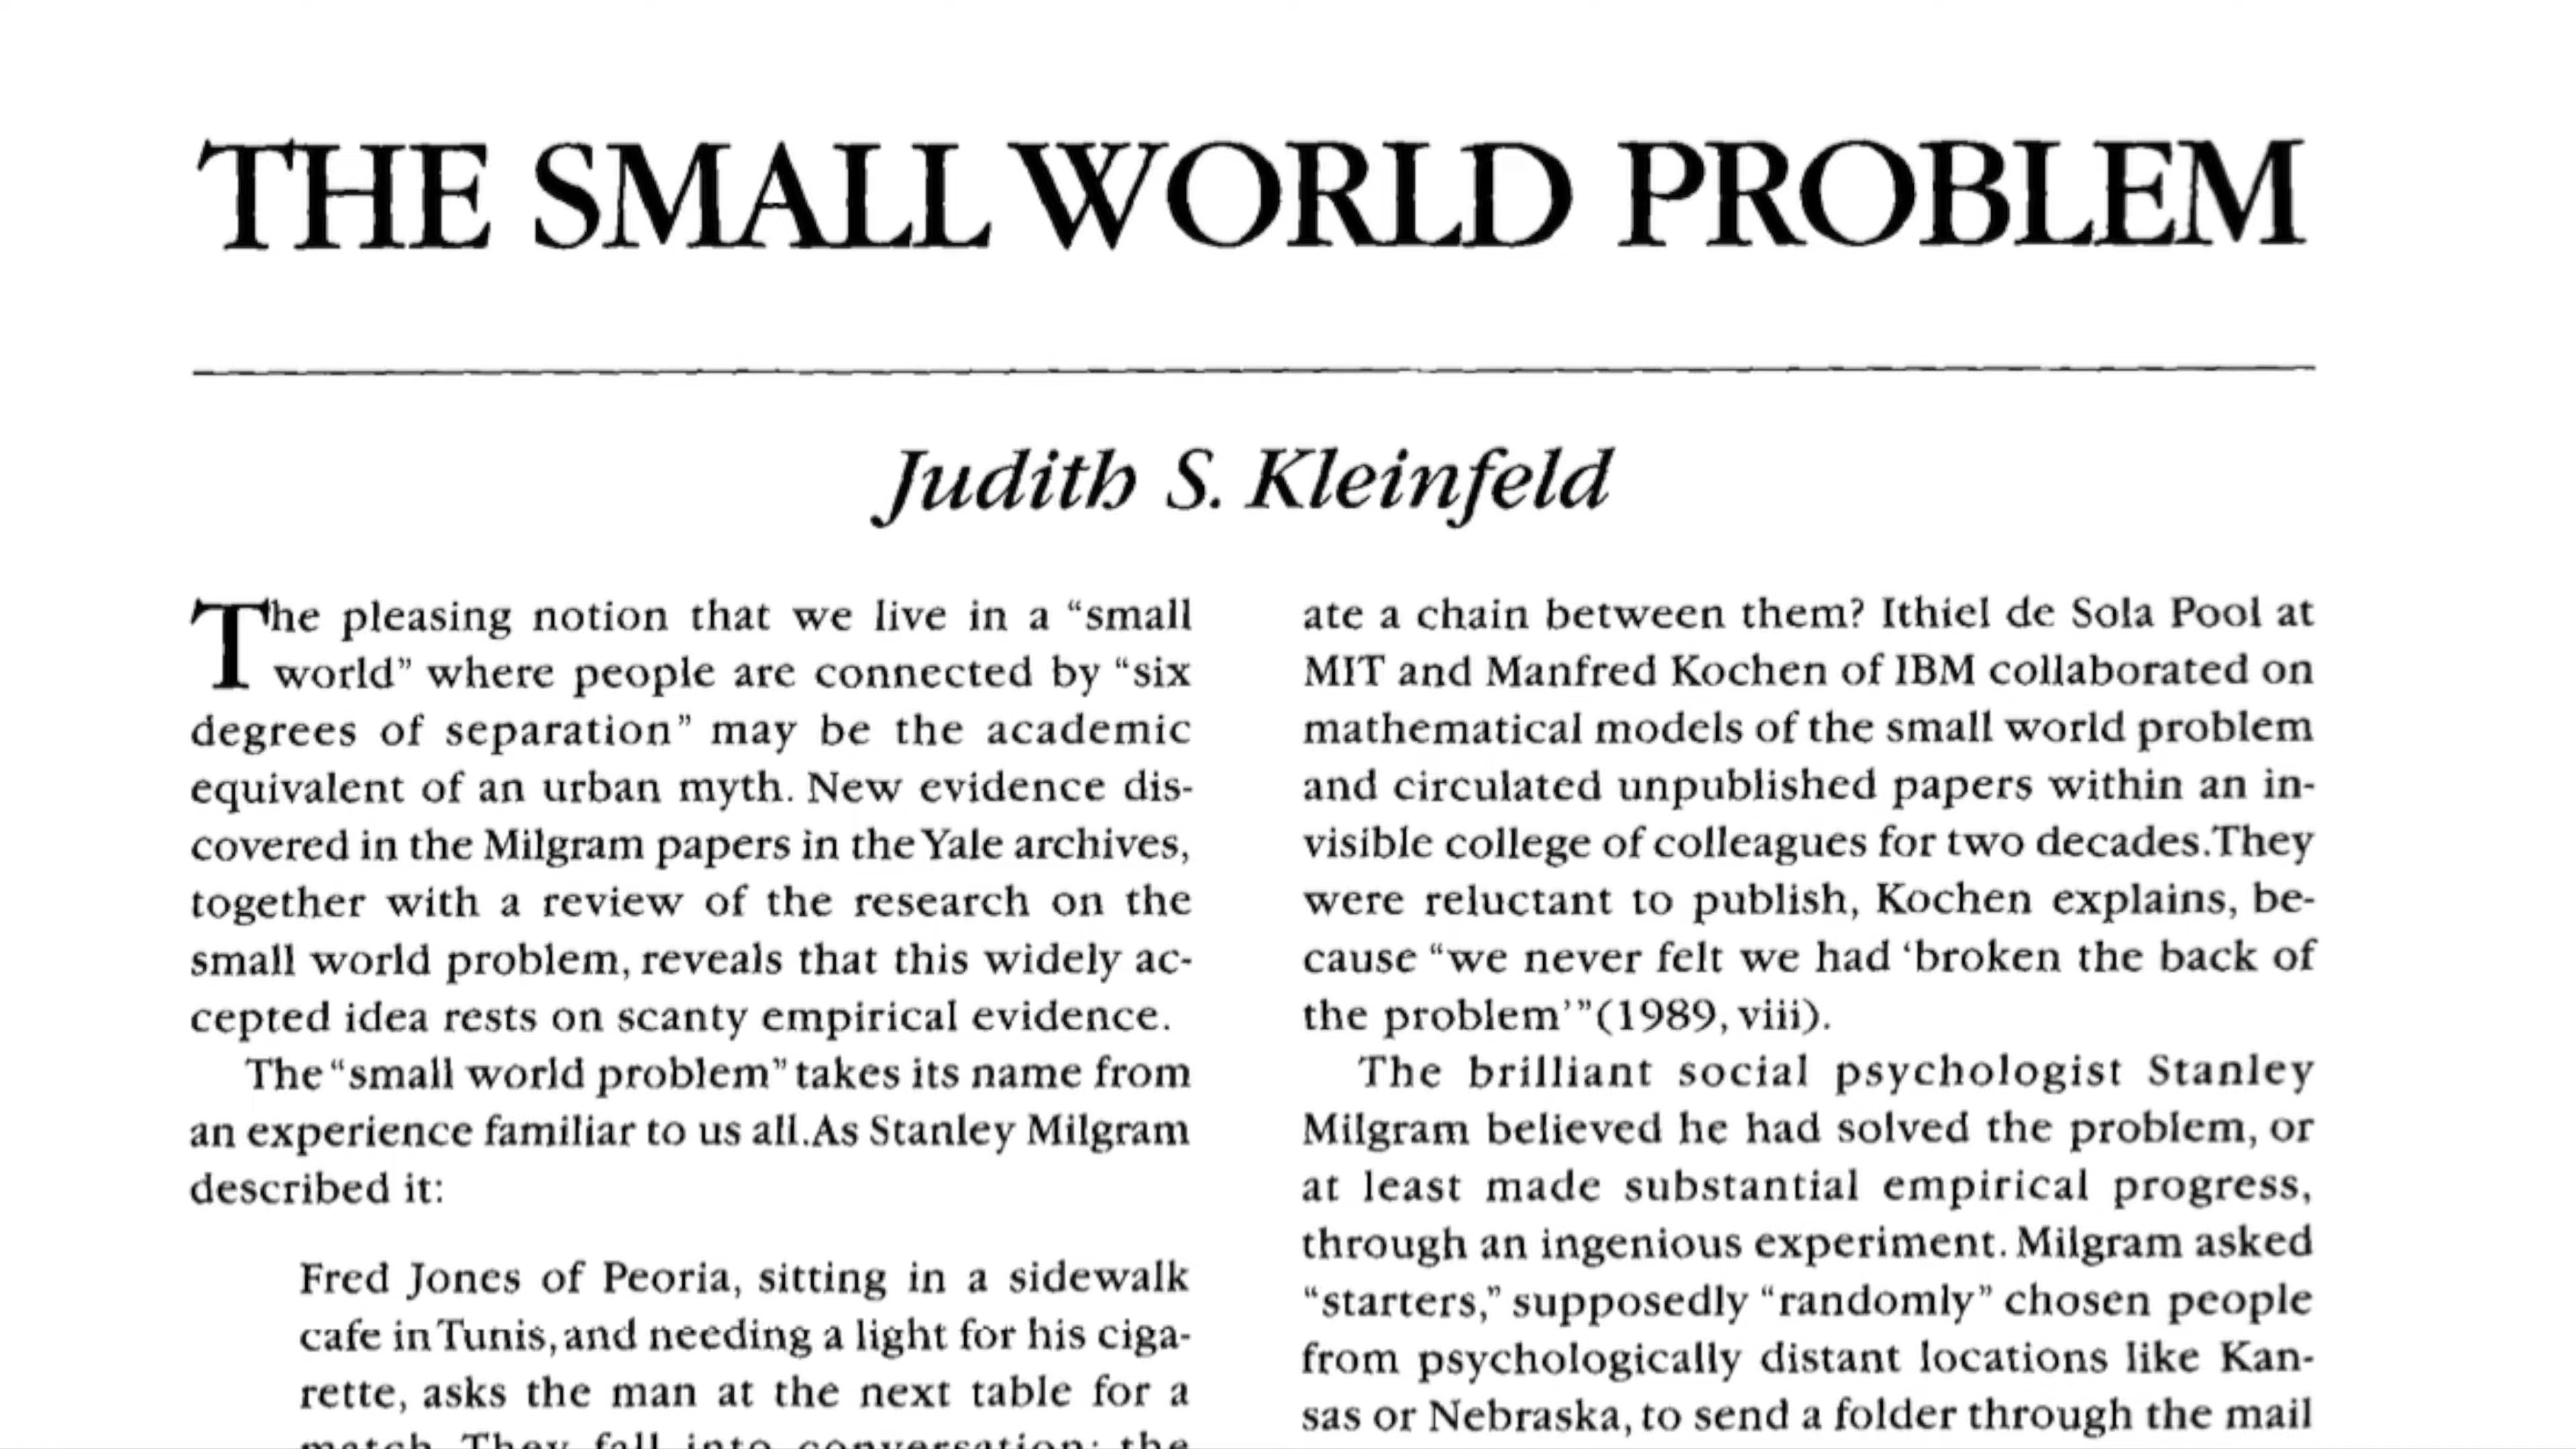 THE SMALL WORLD PROBLEM
Judith S. Kleinfeld
The pleasing notion that we live in a “small
world” where people are connected by “six
degrees of separation” may be the academic
equivalent of an urban myth. New evidence dis-
covered in the Milgram papers in the Yale archives,
together with a review of the research on the
small world problem, reveals that this widely ac-
cepted idea rests on scanty empirical evidence.
The “small world problem” takes its name from
an experience familiar to us all. As Stanley Milgram
described it:
Fred Jones of Peoria, sitting in a sidewalk
cafe in Tunis, and needing a light for his ciga-
rette, asks the man at the next table for a
match. They fall into conversation; the
ate a chain between them? Ithiel de Sola Pool at
MIT and Manfred Kochen of IBM collaborated on
mathematical models of the small world problem
and circulated unpublished papers within an in-
visible college of colleagues for two decades. They
were reluctant to publish, Kochen explains, be-
cause “we never felt we had ‘broken the back of
the problem’” (1989, viii).
The brilliant social psychologist Stanley
Milgram believed he had solved the problem, or
at least made substantial empirical progress,
through an ingenious experiment. Milgram asked
“starters,” supposedly “randomly” chosen people
from psychologically distant locations like Kan-
sas or Nebraska, to send a folder through the mail